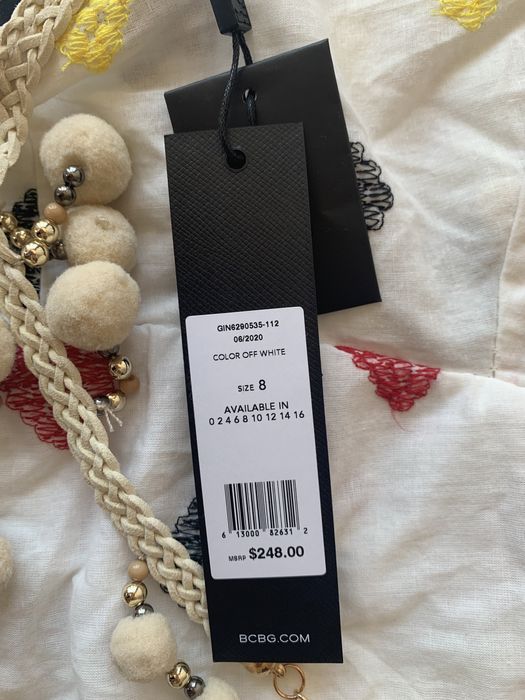 GIN6290535-112
06/2020
COLOR OFF WHITE
SIZE 8
AVAILABLE IN
0 2 4 6 8 10 12 14 16
6 13000 82631 2
MSRP $248.00
BCBG.COM